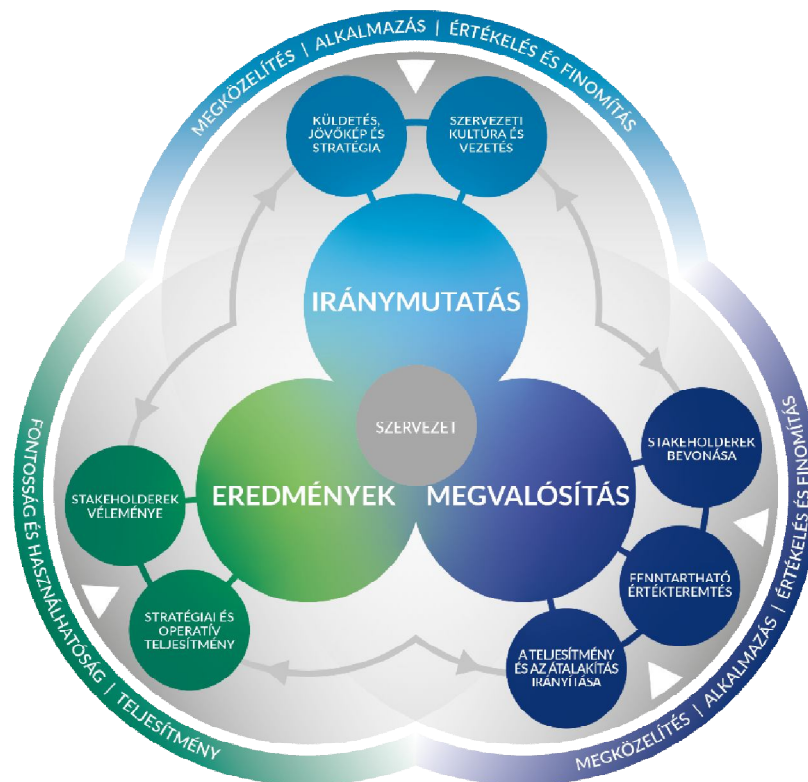 MEGKÖZELÍTÉS | ALKALMAZÁS | ÉRTÉKELÉS ÉS FINOMÍTÁS
KÜLDETÉS,
JÖVŐKÉP ÉS
STRATÉGIA
SZERVEZETI
KULTÚRA ÉS
VEZETÉS
IRÁNYMUTATÁS
SZERVEZET
EREDMÉNYEK
MEGVALÓSÍTÁS
STAKEHOLDEREK
VÉLEMÉNYE
STRATÉGIAI ÉS
OPERATÍV
TELJESÍTMÉNY
STAKEHOLDEREK
BEVONÁSA
FENNTARTHATÓ
ÉRTÉKTEREMTÉS
A TELJESÍTMÉNY
ÉS AZ ÁTALAKÍTÁS
IRÁNYÍTÁSA
FONTOSSÁG ÉS HASZNÁLHATÓSÁG | TELJESÍTMÉNY
MEGKÖZELÍTÉS | ALKALMAZÁS | ÉRTÉKELÉS ÉS FINOMÍTÁS